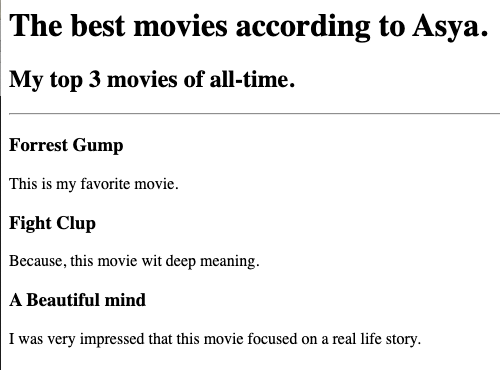 The best movies according to Asya.
My top 3 movies of all-time.
Forrest Gump
This is my favorite movie.
Fight Clup
Because, this movie wit deep meaning.
A Beautiful mind
I was very impressed that this movie focused on a real life story.